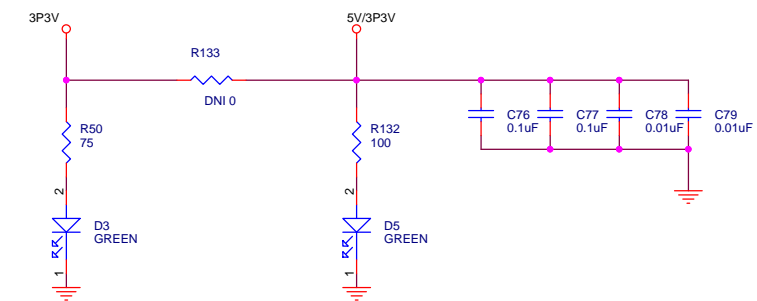 3P3V
5V/3P3V
R133
DNI 0
R50
75
R132
100
C76
0.1uF
C77
0.1uF
C78
0.01uF
C79
0.01uF
2
2
D3
GREEN
D5
GREEN
1
1